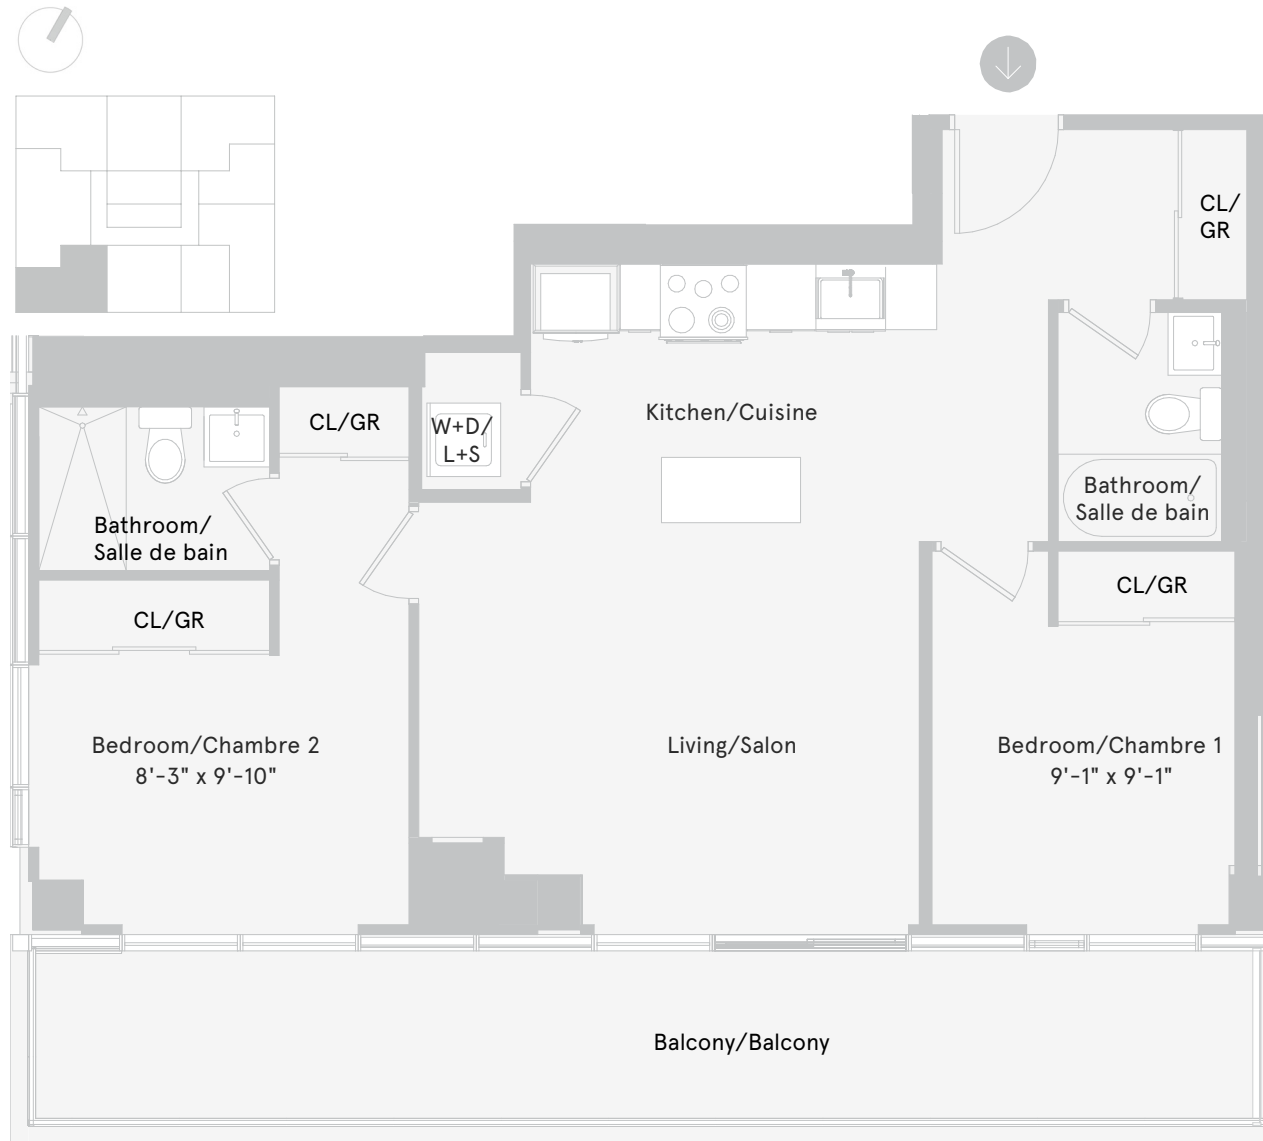 CL/
GR
Kitchen/Cuisine
CL/GR
W+D/
L+S
Bathroom/
Salle de bain
Bathroom/
Salle de bain
CL/GR
CL/GR
Bedroom/Chambre 2
8'-3" x 9'-10"
Living/Salon
Bedroom/Chambre 1
9'-1" x 9'-1"
Balcony/Balcony